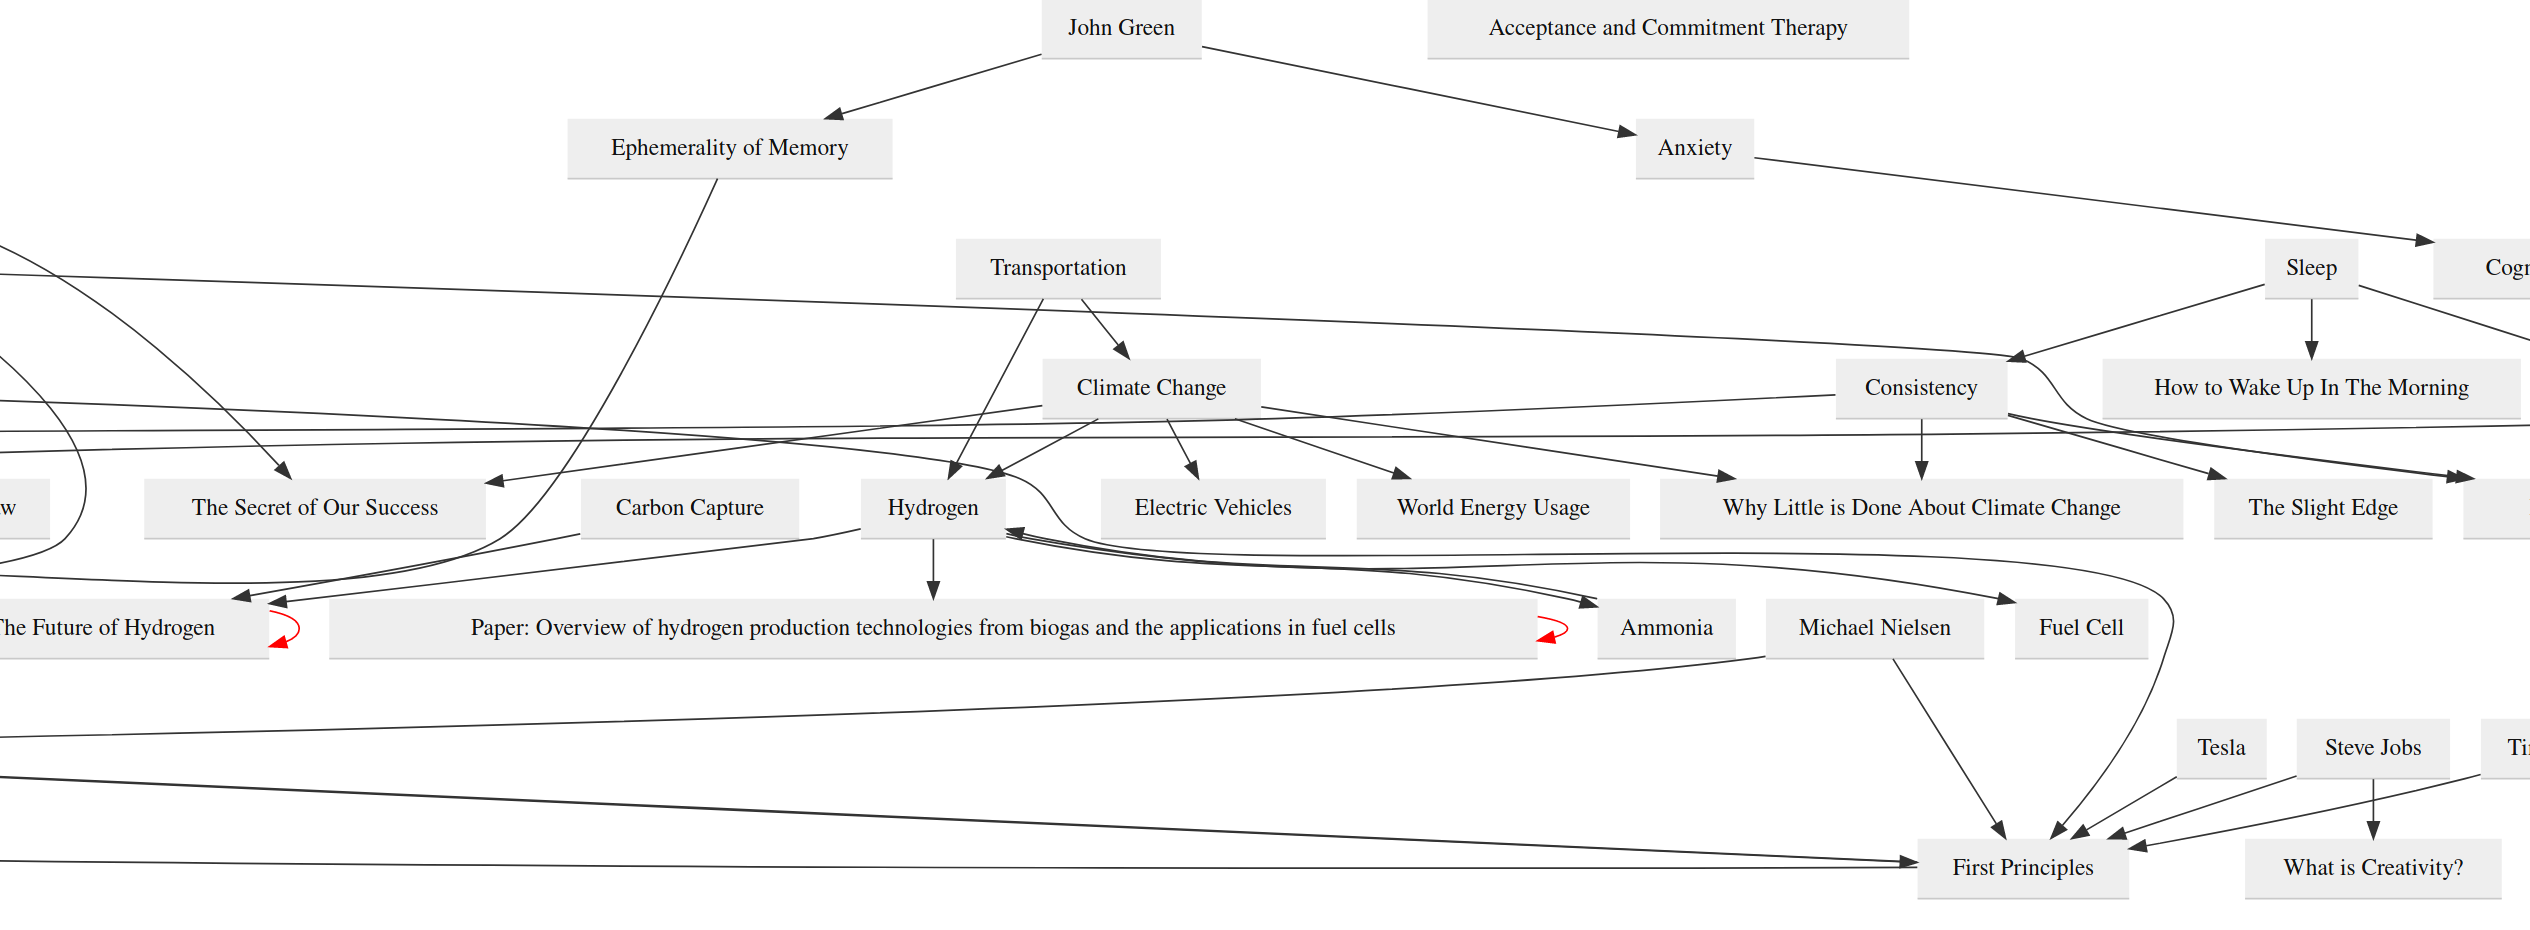 John Green
Acceptance and Commitment Therapy
Ephemerality of Memory
Anxiety
Transportation
Sleep
Climate Change
Consistency
How to Wake Up In The Morning
The Secret of Our Success
Carbon Capture
Hydrogen
Electric Vehicles
World Energy Usage
Why Little is Done About Climate Change
The Slight Edge
The Future of Hydrogen
Paper: Overview of hydrogen production technologies from biogas and the applications in fuel cells
Ammonia
Michael Nielsen
Fuel Cell
Tesla
Steve Jobs
First Principles
What is Creativity?